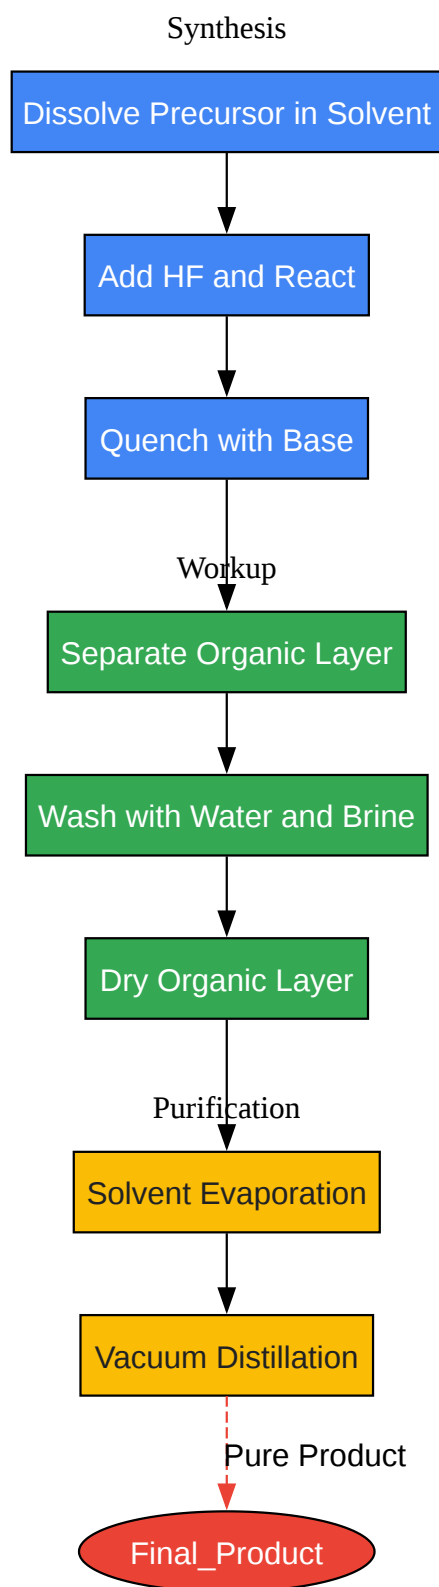 Synthesis
Dissolve Precursor in Solvent
Add HF and React
Quench with Base
Workup
Separate Organic Layer
Wash with Water and Brine
Dry Organic Layer
Purification
Solvent Evaporation
Vacuum Distillation
Pure Product
Final_Product